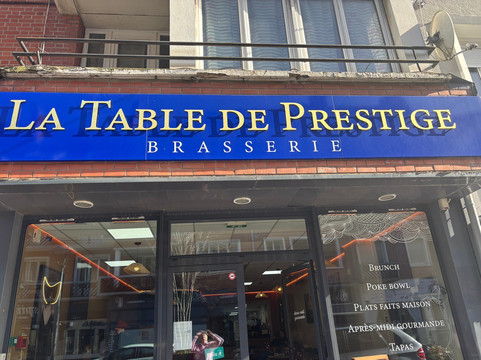 LA TABLE DE PRESTIGE
BRASSERIE
BRUNCH
POKE BOWL
PLATS FAITS MAISON
APRÈS-MIDI GOURMANDE
TAPAS